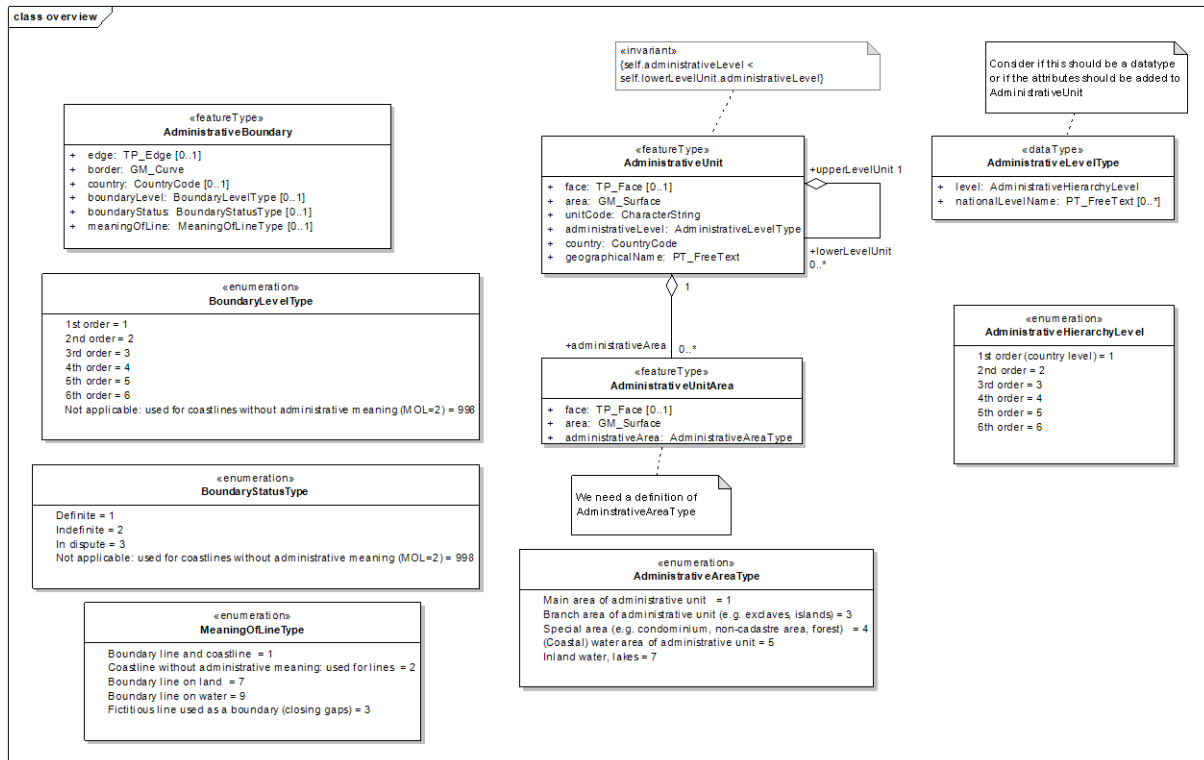 class overview
«invariant»
{self.administrativeLevel <
self.lowerLevelUnit.administrativeLevel}
Consider if this should be a datatype
or if the attributes should be added to
AdministrativeUnit
«featureType»
AdministrativeBoundary
+ edge: TP_Edge [0..1]
+ border: GM_Curve
+ country: CountryCode [0..1]
+ boundaryLevel: BoundaryLevelType [0..1]
+ boundaryStatus: BoundaryStatusType [0..1]
+ meaningOfLine: MeaningOfLineType [0..1]
«featureType»
AdministrativeUnit
+ face: TP_Face [0..1]
+ area: GM_Surface
+ unitCode: CharacterString
+ administrativeLevel: AdministrativeLevelType
+ country: CountryCode
+ geographicalName: PT_FreeText
+upperLevelUnit 1
+lowerLevelUnit
0..*
«dataType»
AdministrativeLevelType
+ level: AdministrativeHierarchyLevel
+ nationalLevelName: PT_FreeText [0..*]
«enumeration»
BoundaryLevelType
1st order = 1
2nd order = 2
3rd order = 3
4th order = 4
5th order = 5
6th order = 6
Not applicable: used for coastlines without administrative meaning (MOL=2) = 998
1
+administrativeArea
0..*
«featureType»
AdministrativeUnitArea
+ face: TP_Face [0..1]
+ area: GM_Surface
+ administrativeArea: AdministrativeAreaType
«enumeration»
AdministrativeHierarchyLevel
1st order (country level) = 1
2nd order = 2
3rd order = 3
4th order = 4
5th order = 5
6th order = 6
«enumeration»
BoundaryStatusType
Definite = 1
Indefinite = 2
In dispute = 3
Not applicable: used for coastlines without administrative meaning (MOL=2) = 998
We need a definition of
AdminstrativeAreaType
«enumeration»
AdministrativeAreaType
Main area of administrative unit = 1
Branch area of administrative unit (e.g. exclaves, islands) = 3
Special area (e.g. condominium, non-cadastre area, forest) = 4
(Coastal) water area of administrative unit = 5
Inland water, lakes = 7
«enumeration»
MeaningOfLineType
Boundary line and coastline = 1
Coastline without administrative meaning: used for lines = 2
Boundary line on land = 7
Boundary line on water = 9
Fictitious line used as a boundary (closing gaps) = 3